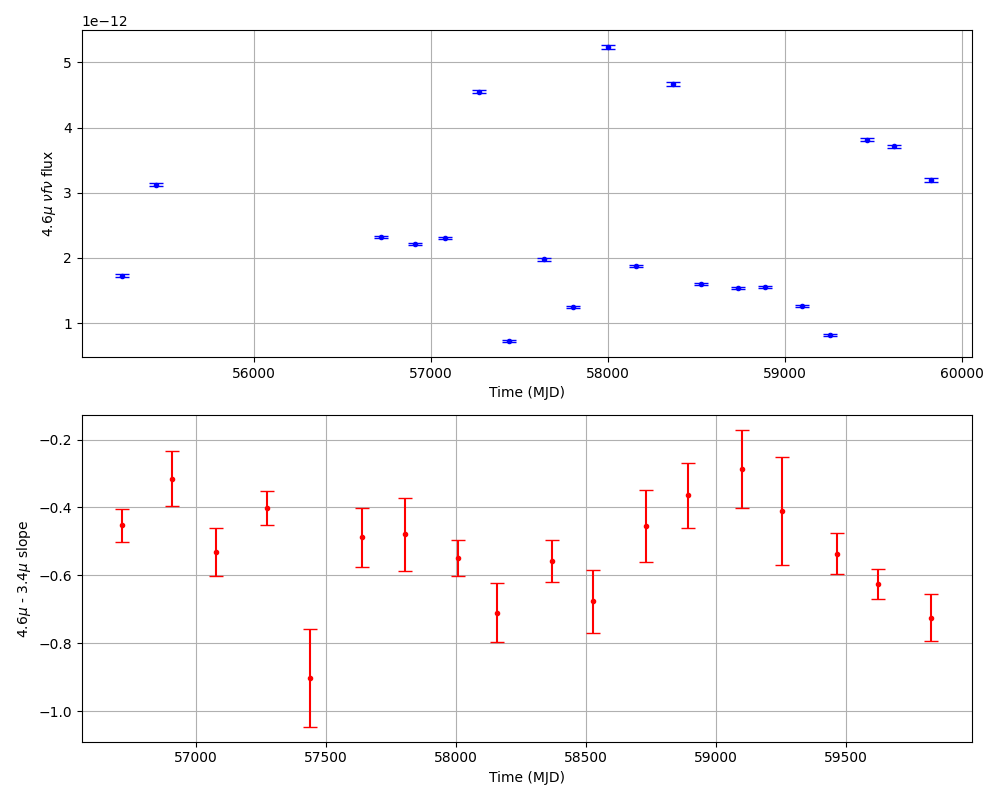 1e−12
5
4
3
2
1
4.6μ νfν flux
56000 57000 58000 59000 60000
Time (MJD)
−0.2
−0.4
−0.6
−0.8
−1.0
4.6μ - 3.4μ slope
57000 57500 58000 58500 59000 59500
Time (MJD)